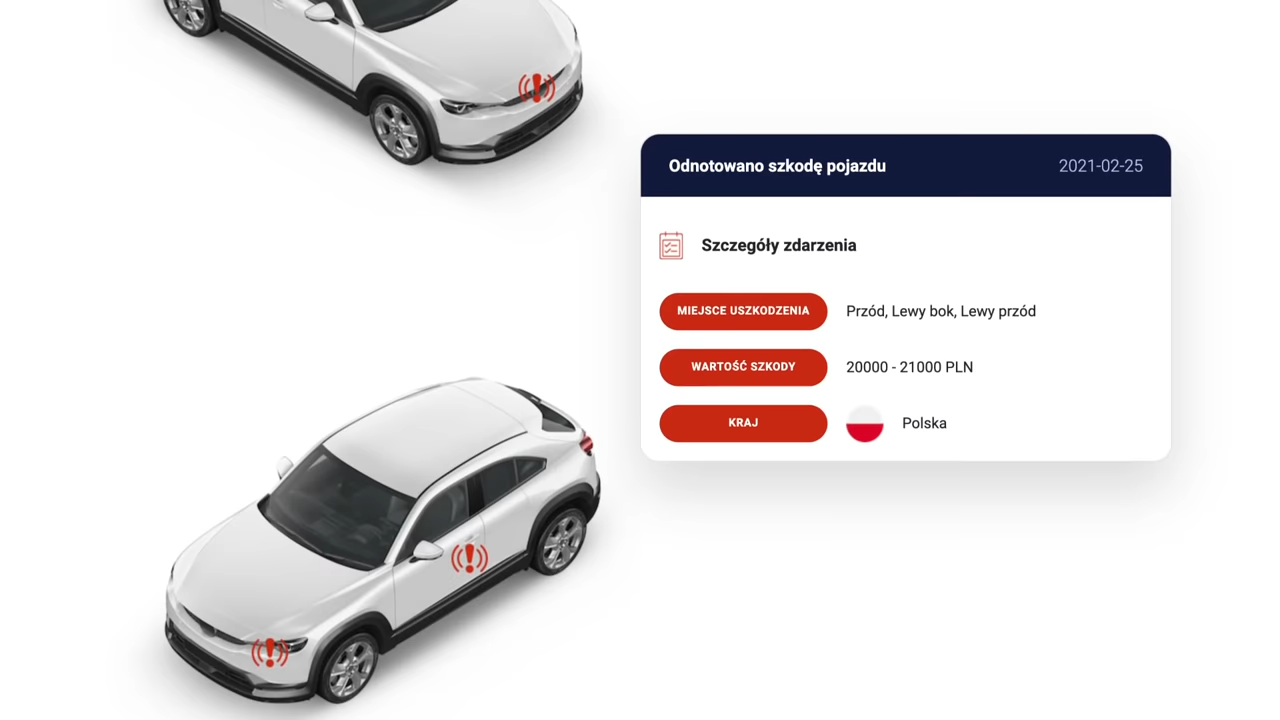 Odnotowano szkodę pojazdu 2021-02-25
Szczegóły zdarzenia
MIEJSCE USZKODZENIA Przód, Lewy bok, Lewy przód
WARTOŚĆ SZKODY 20000 - 21000 PLN
KRAJ Polska